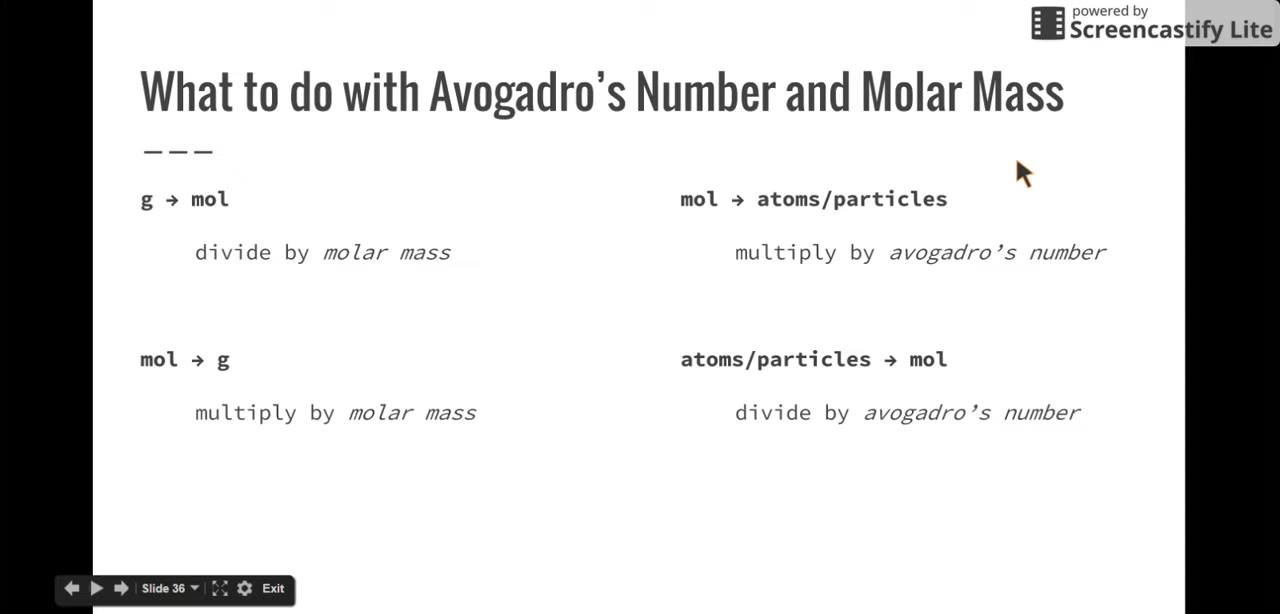 powered by
Screencastify Lite
What to do with Avogadro's Number and Molar Mass
g → mol
divide by molar mass
mol → g
multiply by molar mass
mol → atoms/particles
multiply by avogadro's number
atoms/particles → mol
divide by avogadro's number
Slide 36 Exit